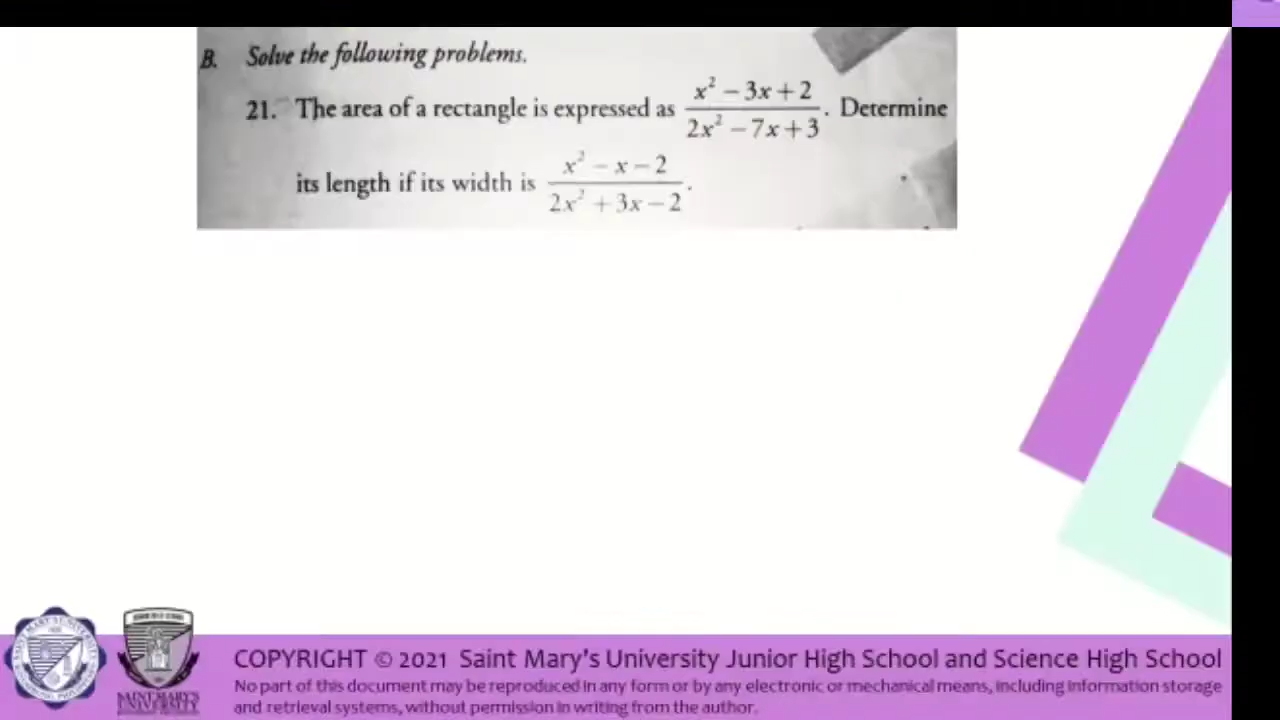 B. Solve the following problems.
21. The area of a rectangle is expressed as (x² − 3x + 2)/(2x² − 7x + 3). Determine
its length if its width is (x² − x − 2)/(2x² + 3x − 2).
COPYRIGHT © 2021 Saint Mary's University Junior High School and Science High School
No part of this document may be reproduced in any form or by any electronic or mechanical means, including information storage
and retrieval systems, without permission in writing from the author.
SAINT MARY'S
UNIVERSITY